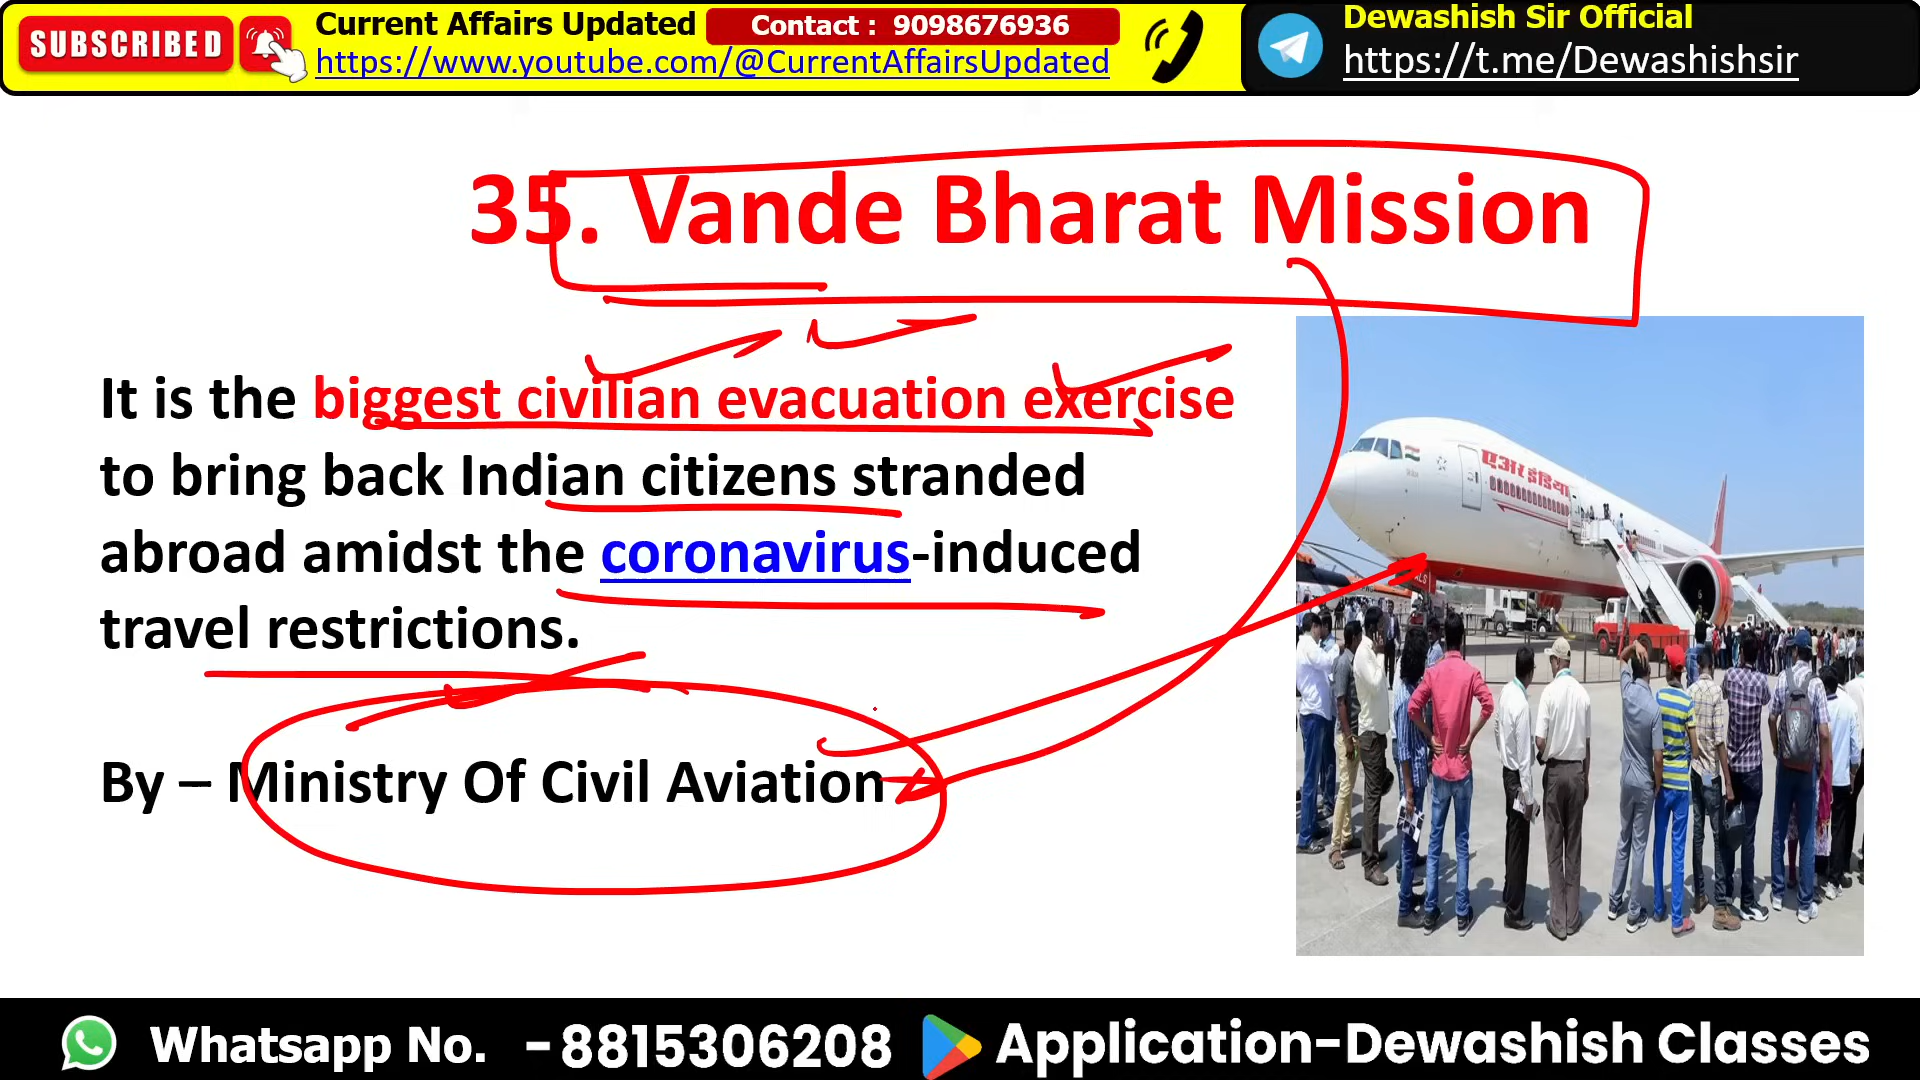 SUBSCRIBED
Current Affairs Updated
Contact : 9098676936
https://www.youtube.com/@CurrentAffairsUpdated
Dewashish Sir Official
https://t.me/Dewashishsir
35. Vande Bharat Mission
It is the biggest civilian evacuation exercise
to bring back Indian citizens stranded
abroad amidst the coronavirus-induced
travel restrictions.
By – Ministry Of Civil Aviation
एअर इंडिया
Whatsapp No. -8815306208
Application-Dewashish Classes